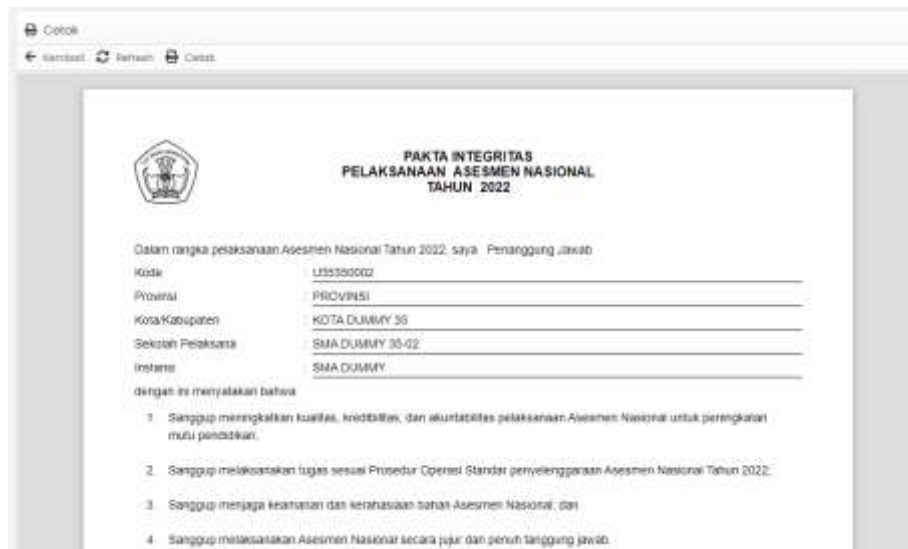 Cetak
Kembali Refresh Cetak
PAKTA INTEGRITAS
PELAKSANAAN ASESMEN NASIONAL
TAHUN 2022
Dalam rangka pelaksanaan Asesmen Nasional Tahun 2022, saya Penanggung Jawab
Kode : U35350002
Provinsi : PROVINSI
Kota/Kabupaten : KOTA DUMMY 35
Sekolah Pelaksana : SMA DUMMY 35-02
Instansi : SMA DUMMY
dengan ini menyatakan bahwa
1. Sanggup meningkatkan kualitas, kredibilitas, dan akuntabilitas pelaksanaan Asesmen Nasional untuk peningkatan
mutu pendidikan;
2. Sanggup melaksanakan tugas sesuai Prosedur Operasi Standar penyelenggaraan Asesmen Nasional Tahun 2022;
3. Sanggup menjaga keamanan dan kerahasiaan bahan Asesmen Nasional; dan
4. Sanggup melaksanakan Asesmen Nasional secara jujur dan penuh tanggung jawab.